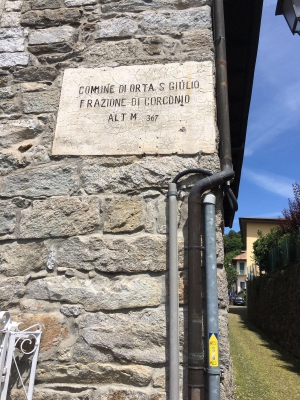 COMUNE DI ORTA S. GIULIO
FRAZIONE DI CORCONIO
ALT. M. 367